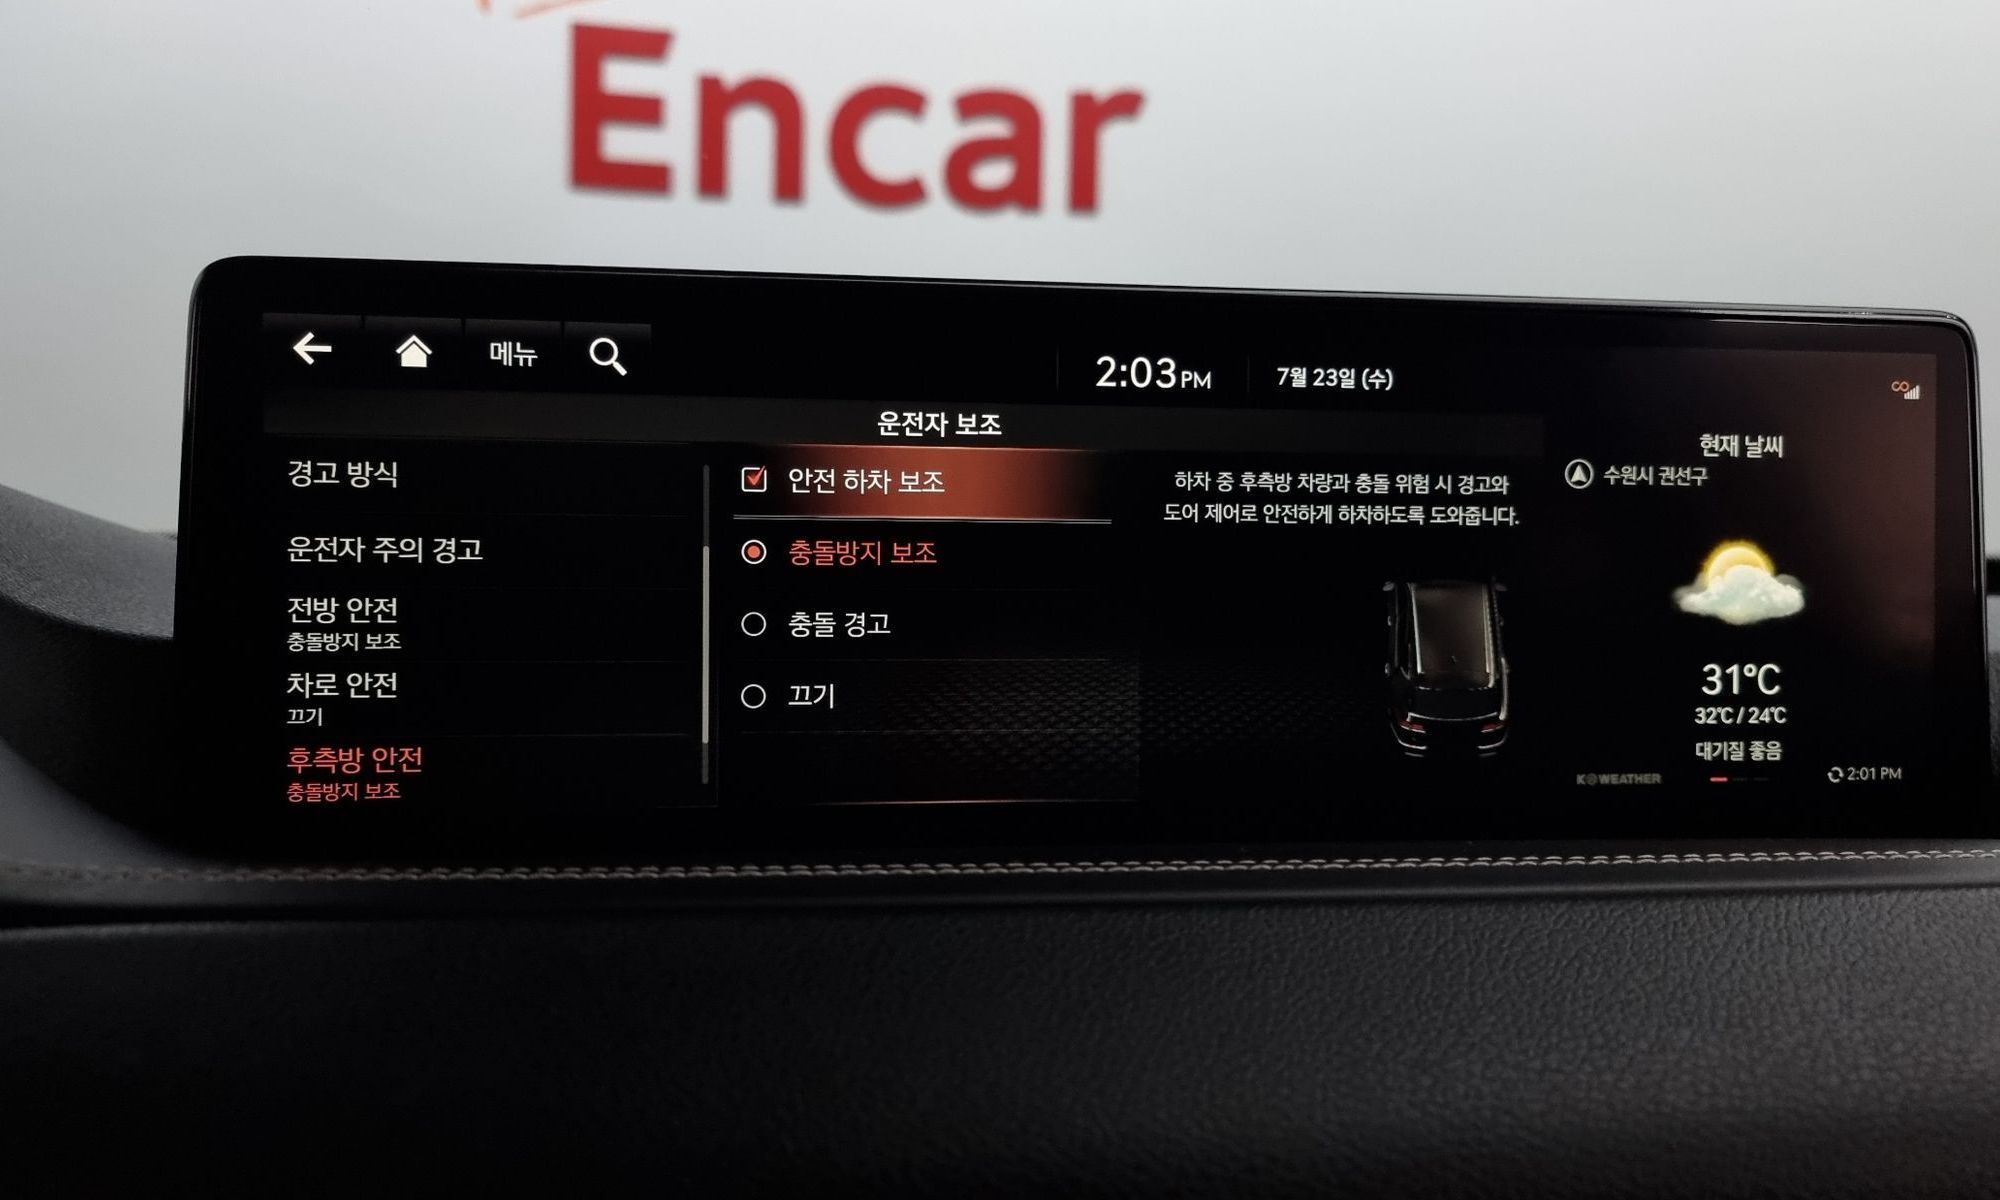 Encar
메뉴
2:03 PM
7월 23일 (수)
운전자 보조
경고 방식
운전자 주의 경고
전방 안전
충돌방지 보조
차로 안전
끄기
후측방 안전
충돌방지 보조
안전 하차 보조
충돌방지 보조
충돌 경고
끄기
하차 중 후측방 차량과 충돌 위험 시 경고와
도어 제어로 안전하게 하차하도록 도와줍니다.
현재 날씨
수원시 권선구
31°C
32°C / 24°C
대기질 좋음
K WEATHER
2:01 PM